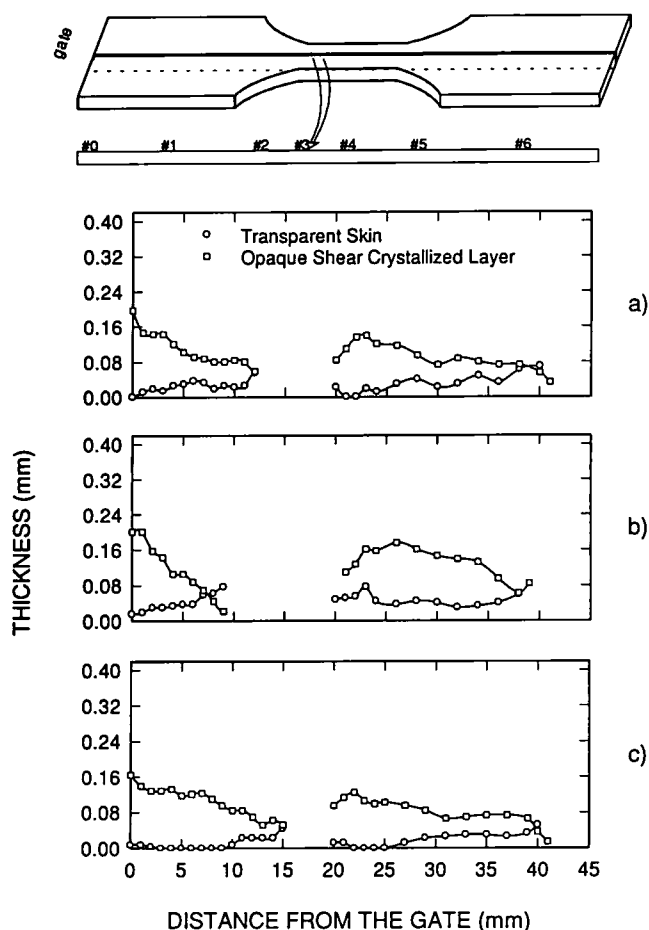 gate
#0 #1 #2 #3 #4 #5 #6
0.40
Transparent Skin
0.32
Opaque Shear Crystallized Layer
0.24
a)
0.16
0.08
0.00
0.40
0.32
0.24
b)
0.16
0.08
0.00
THICKNESS (mm)
0.40
0.32
0.24
c)
0.16
0.08
0.00
0 5 10 15 20 25 30 35 40 45
DISTANCE FROM THE GATE (mm)